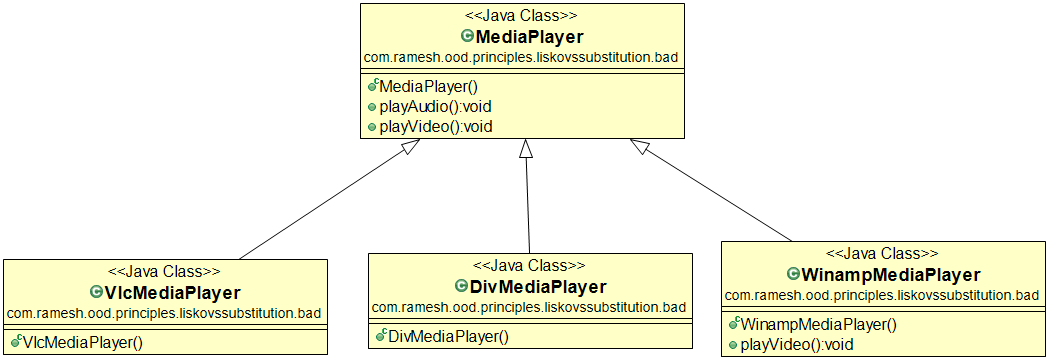 <<Java Class>>
MediaPlayer
com.ramesh.ood.principles.liskovssubstitution.bad
MediaPlayer()
playAudio():void
playVideo():void
<<Java Class>>
VlcMediaPlayer
com.ramesh.ood.principles.liskovssubstitution.bad
VlcMediaPlayer()
<<Java Class>>
DivMediaPlayer
com.ramesh.ood.principles.liskovssubstitution.bad
DivMediaPlayer()
<<Java Class>>
WinampMediaPlayer
com.ramesh.ood.principles.liskovssubstitution.bad
WinampMediaPlayer()
playVideo():void